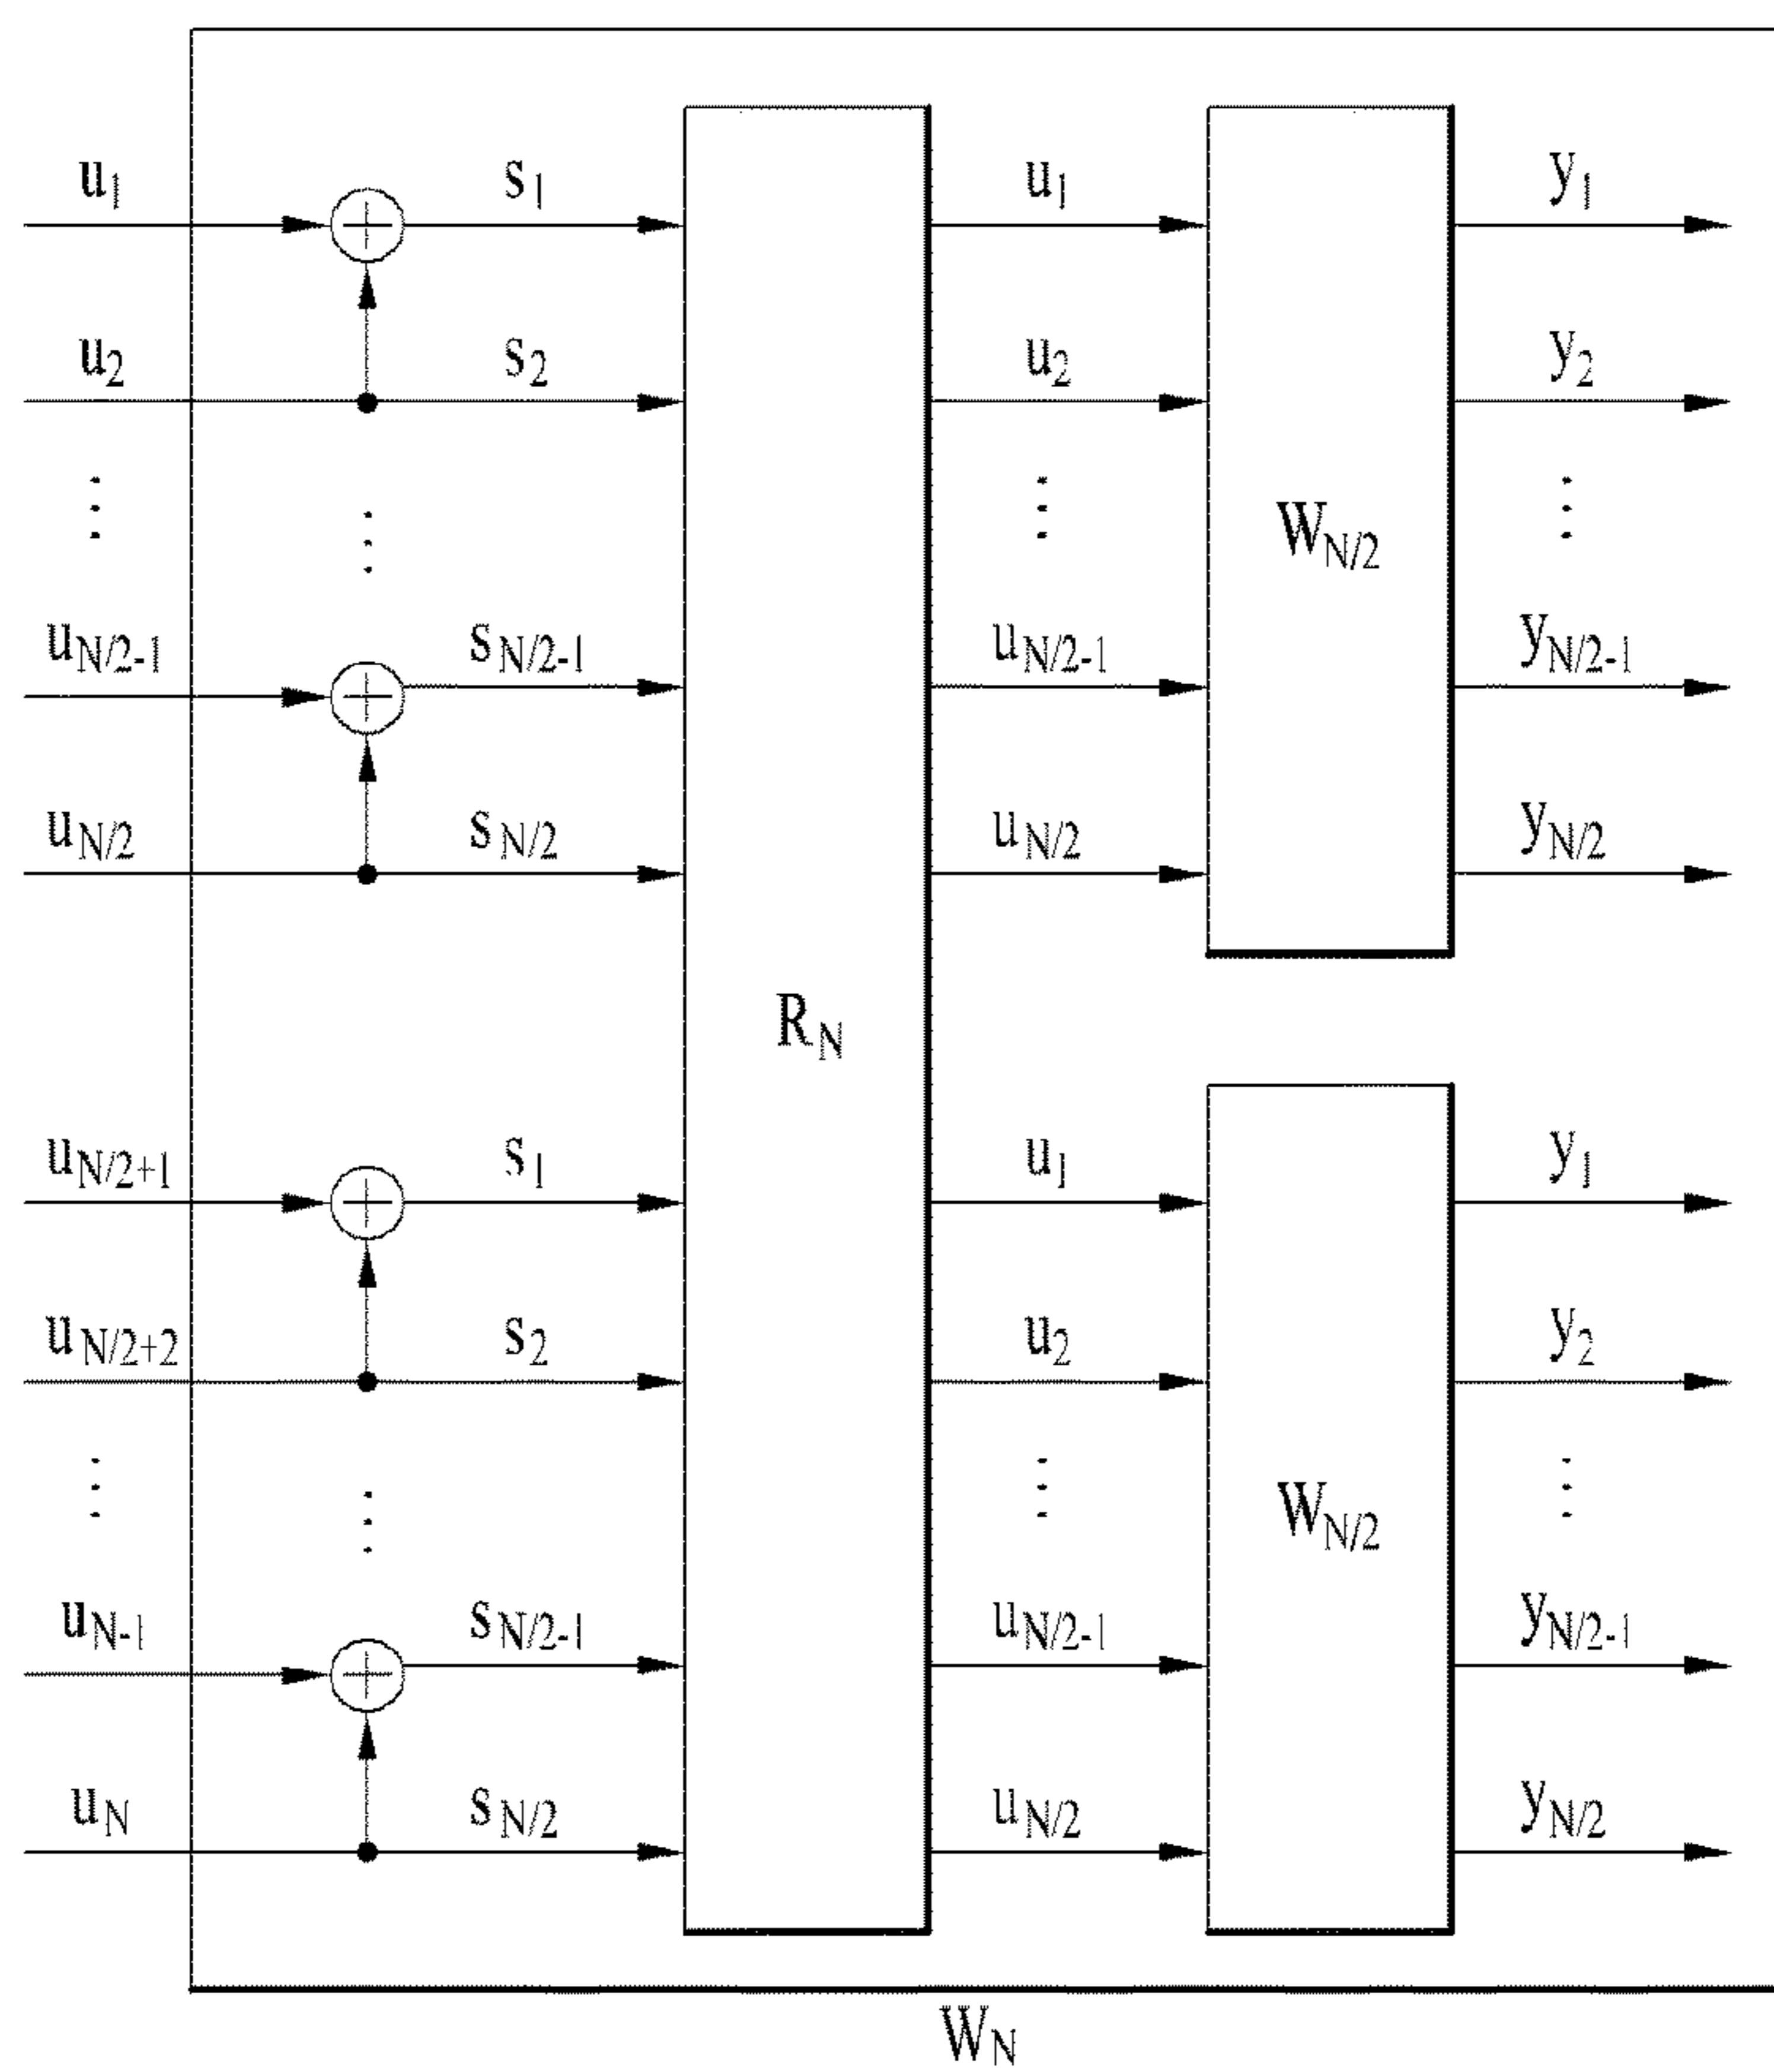 u1 s1 u1 y1
u2 s2 u2 y2
⋮ ⋮ ⋮ ⋮
WN/2
uN/2-1 sN/2-1 uN/2-1 yN/2-1
uN/2 sN/2 uN/2 yN/2
RN
uN/2+1 s1 u1 y1
uN/2+2 s2 u2 y2
⋮ ⋮ ⋮ ⋮
WN/2
uN-1 sN/2-1 uN/2-1 yN/2-1
uN sN/2 uN/2 yN/2
WN